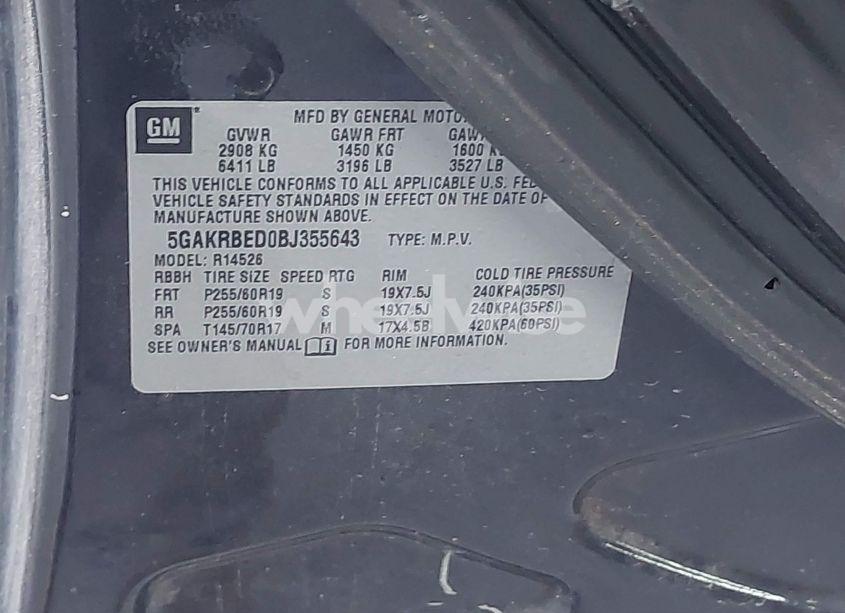 GM
MFD BY GENERAL MOTO
GVWR GAWR FRT GAW
2908 KG 1450 KG 1600 K
6411 LB 3196 LB 3527 LB
THIS VEHICLE CONFORMS TO ALL APPLICABLE U.S. FED
VEHICLE SAFETY STANDARDS IN EFFECT ON THE DATE OF
MANUFACTURE SHOWN ABOVE.
5GAKRBED0BJ355643 TYPE: M.P.V.
MODEL: R14526
RBBH TIRE SIZE SPEED RTG RIM COLD TIRE PRESSURE
FRT P255/60R19 S 19X7.5J 240KPA(35PSI)
RR P255/60R19 S 19X7.5J 240KPA(35PSI)
SPA T145/70R17 M 17X4.5B 420KPA(60PSI)
SEE OWNER'S MANUAL i FOR MORE INFORMATION.